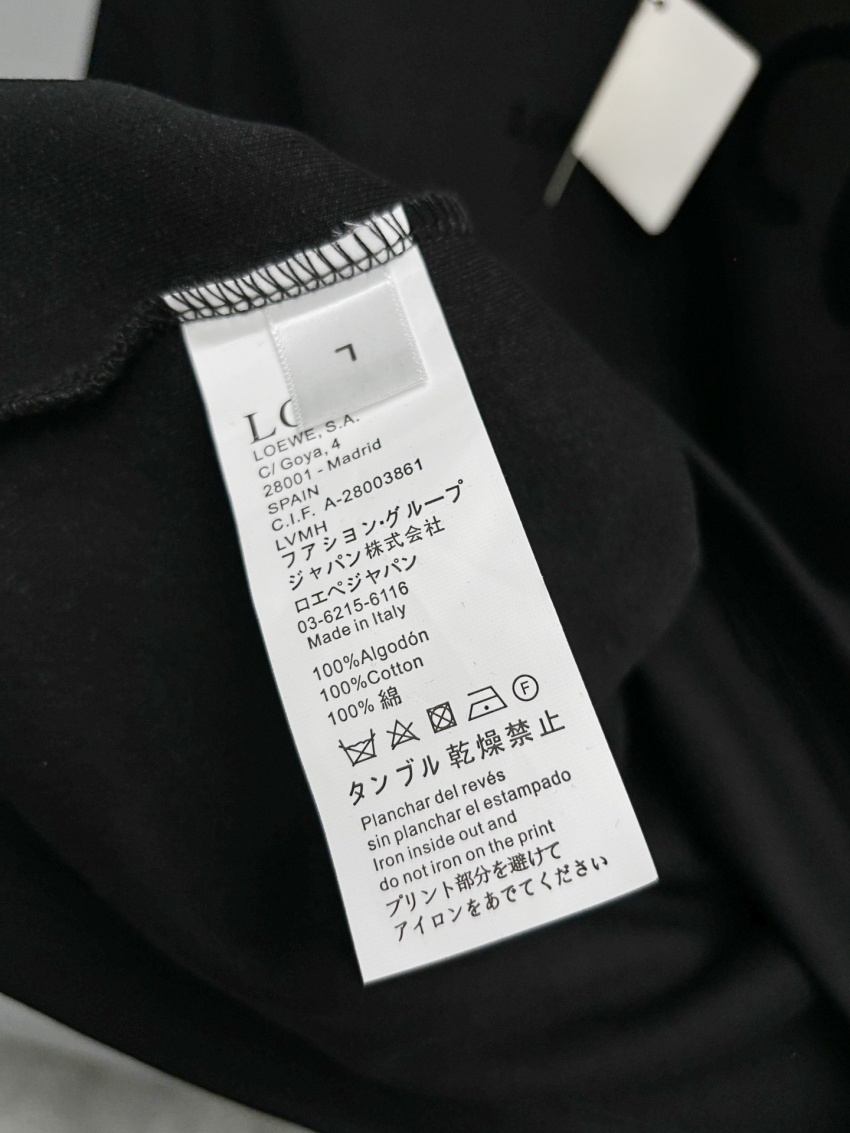 L
LO
LOEWE, S.A.
C/ Goya, 4
28001 - Madrid
SPAIN
C.I.F. A-28003861
LVMH
フアション·グループ
ジャパン株式会社
ロエペジャパン
03-6215-6116
Made in Italy
100%Algodón
100%Cotton
100% 綿
F
タンブル 乾燥禁止
Planchar del revés
sin planchar el estampado
Iron inside out and
do not iron on the print
プリント部分を避けて
アイロンをあでてください